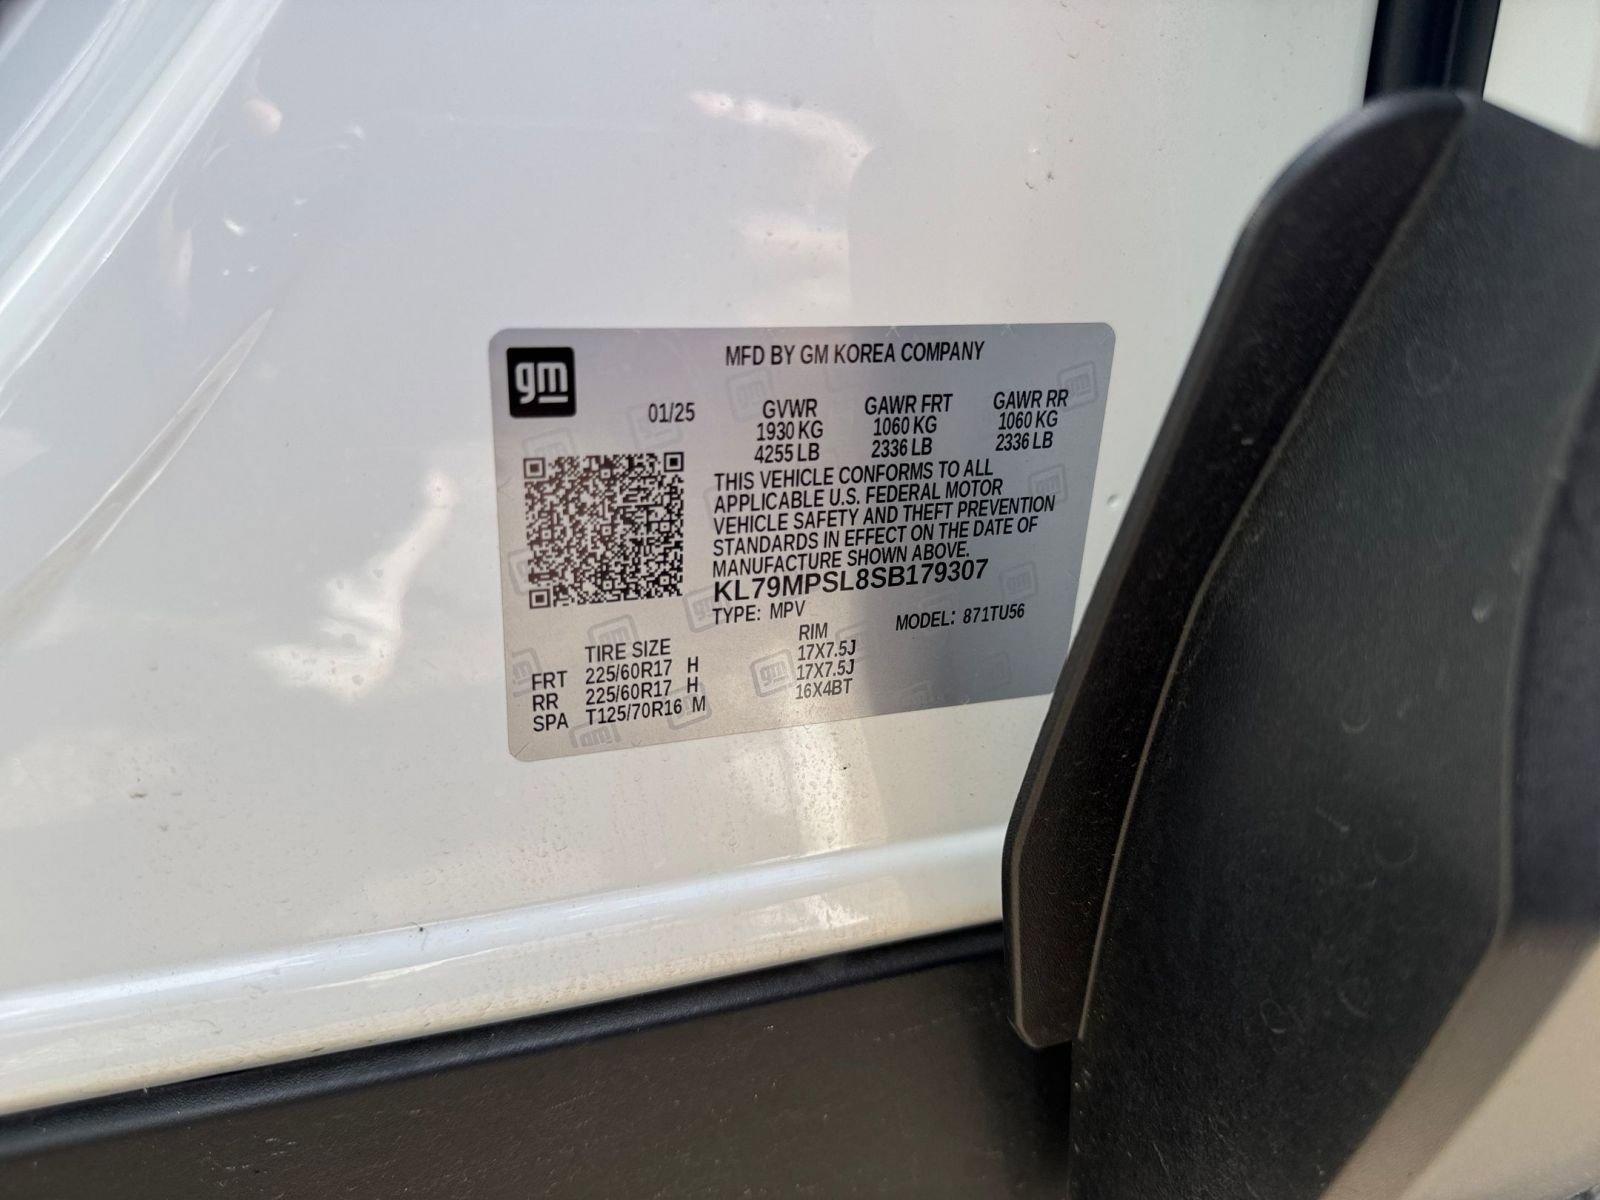 gm
MFD BY GM KOREA COMPANY
01/25
GVWR GAWR FRT GAWR RR
1930 KG 1060 KG 1060 KG
4255 LB 2336 LB 2336 LB
THIS VEHICLE CONFORMS TO ALL
APPLICABLE U.S. FEDERAL MOTOR
VEHICLE SAFETY AND THEFT PREVENTION
STANDARDS IN EFFECT ON THE DATE OF
MANUFACTURE SHOWN ABOVE.
KL79MPSL8SB179307
TYPE: MPV MODEL: 871TU56
TIRE SIZE RIM
FRT 225/60R17 H 17X7.5J
RR 225/60R17 H 17X7.5J
SPA T125/70R16 M 16X4BT